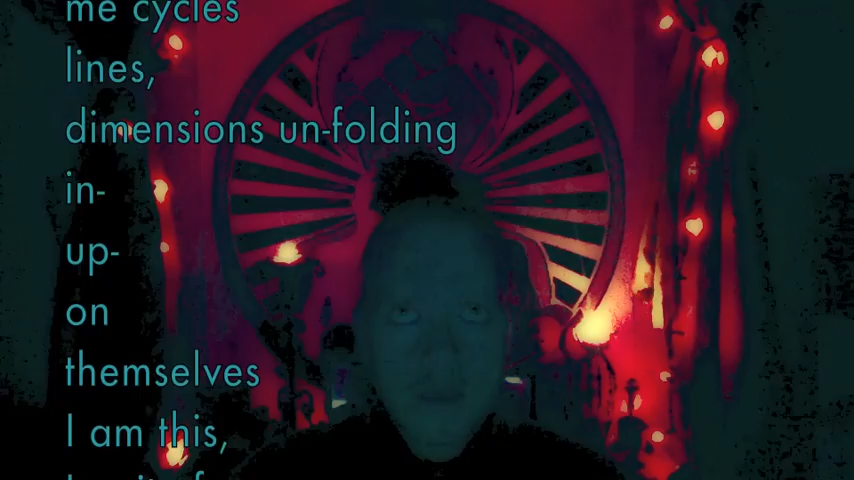 me cycles
lines,
dimensions un-folding
in-
up-
on
themselves
I am this,